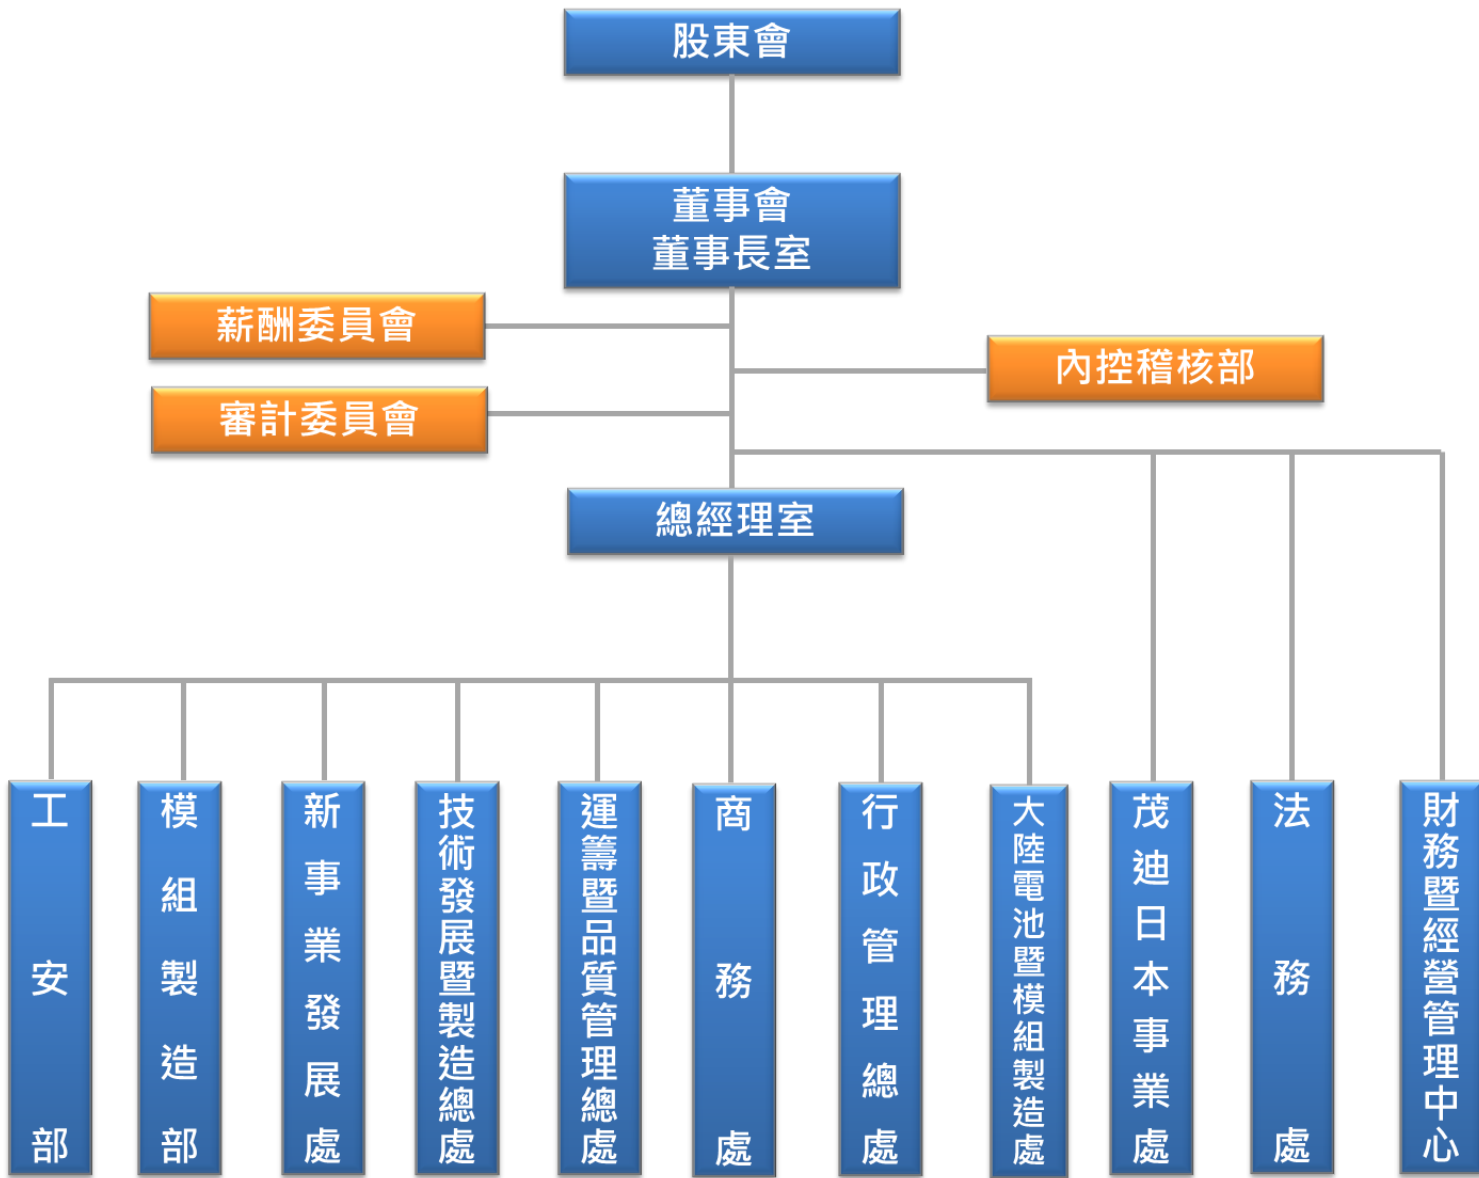 股東會
董事會
董事長室
薪酬委員會
內控稽核部
審計委員會
總經理室
工安部
模組製造部
新事業發展處
技術發展暨製造總處
運籌暨品質管理總處
商務處
行政管理總處
大陸電池暨模組製造處
茂迪日本事業處
法務處
財務暨經營管理中心